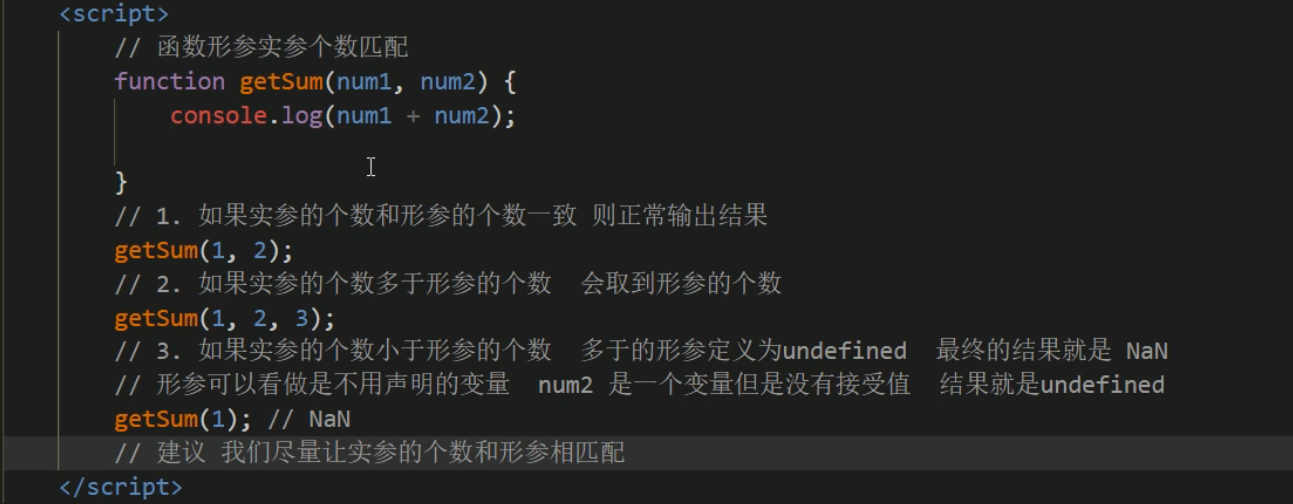 <script>
// 函数形参实参个数匹配
function getSum(num1, num2) {
console.log(num1 + num2);
}
// 1. 如果实参的个数和形参的个数一致 则正常输出结果
getSum(1, 2);
// 2. 如果实参的个数多于形参的个数  会取到形参的个数
getSum(1, 2, 3);
// 3. 如果实参的个数小于形参的个数  多于的形参定义为undefined  最终的结果就是 NaN
// 形参可以看做是不用声明的变量  num2 是一个变量但是没有接受值  结果就是undefined
getSum(1); // NaN
// 建议 我们尽量让实参的个数和形参相匹配
</script>